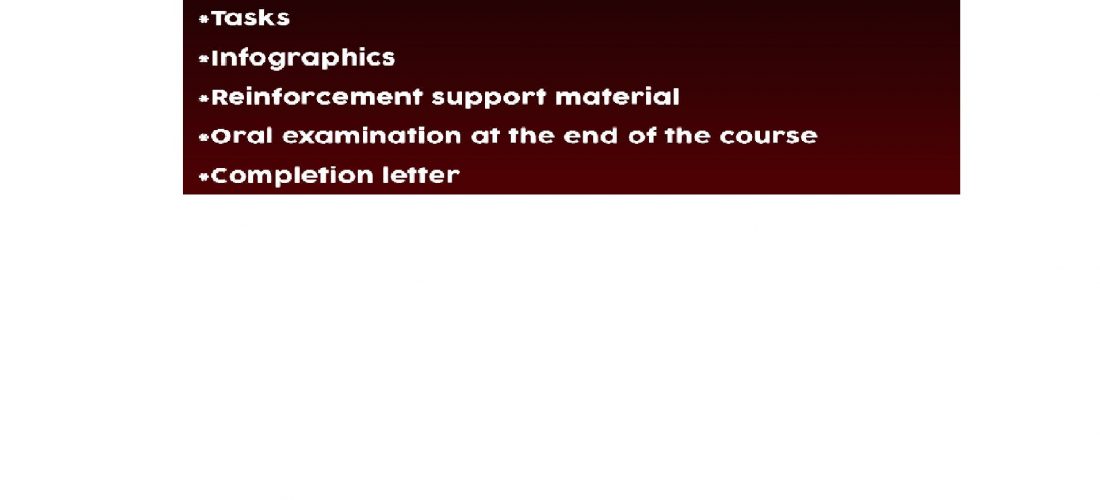 *Tasks
*Infographics
*Reinforcement support material
*Oral examination at the end of the course
*Completion letter